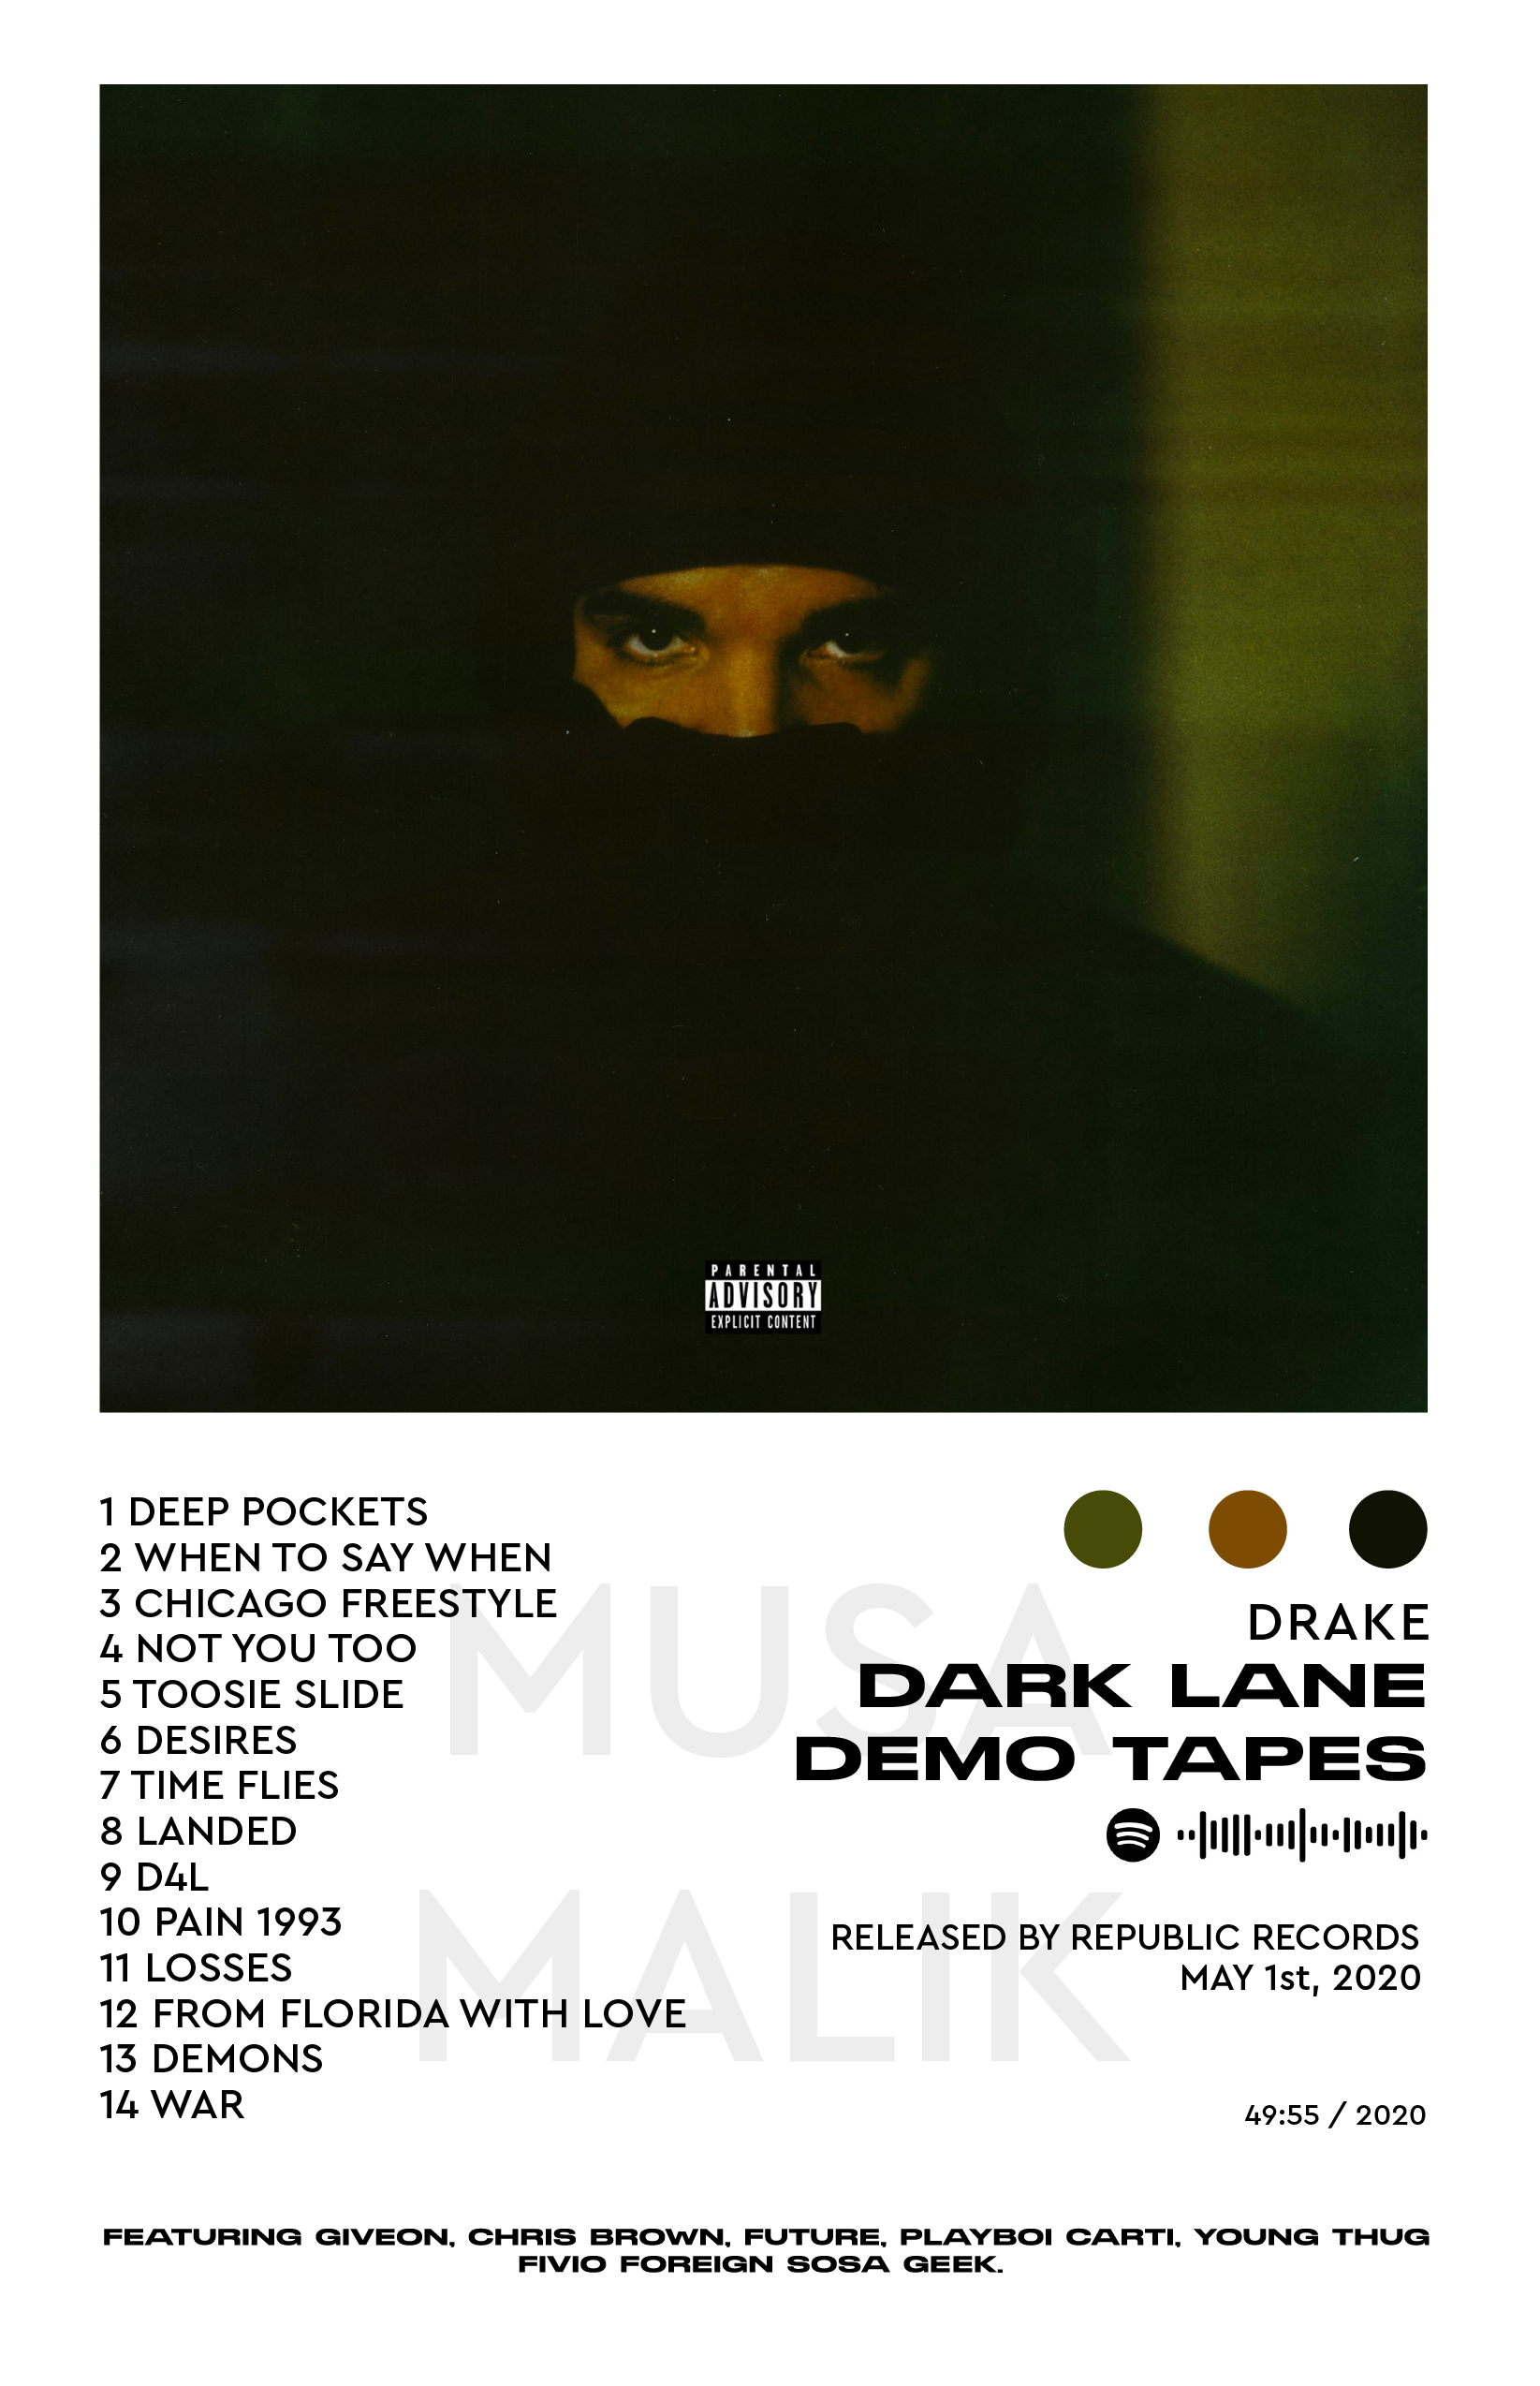 PARENTAL
ADVISORY
EXPLICIT CONTENT
1 DEEP POCKETS
2 WHEN TO SAY WHEN
3 CHICAGO FREESTYLE
4 NOT YOU TOO
5 TOOSIE SLIDE
6 DESIRES
7 TIME FLIES
8 LANDED
9 D4L
10 PAIN 1993
11 LOSSES
12 FROM FLORIDA WITH LOVE
13 DEMONS
14 WAR
MUSA
MALIK
DRAKE
DARK LANE
DEMO TAPES
RELEASED BY REPUBLIC RECORDS
MAY 1st, 2020
49:55 / 2020
FEATURING GIVEON, CHRIS BROWN, FUTURE, PLAYBOI CARTI, YOUNG THUG
FIVIO FOREIGN SOSA GEEK.